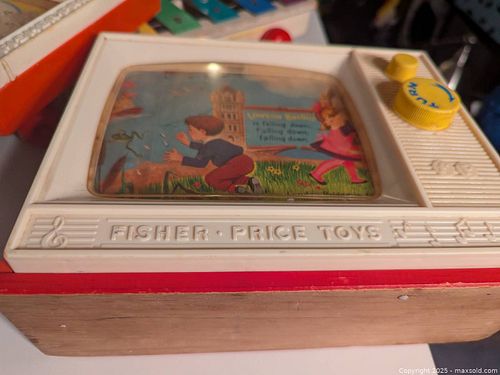 London Bridge
is falling down,
falling down,
falling down,
TURN
FISHER · PRICE TOYS
Copyright 2025 - maxsold.com